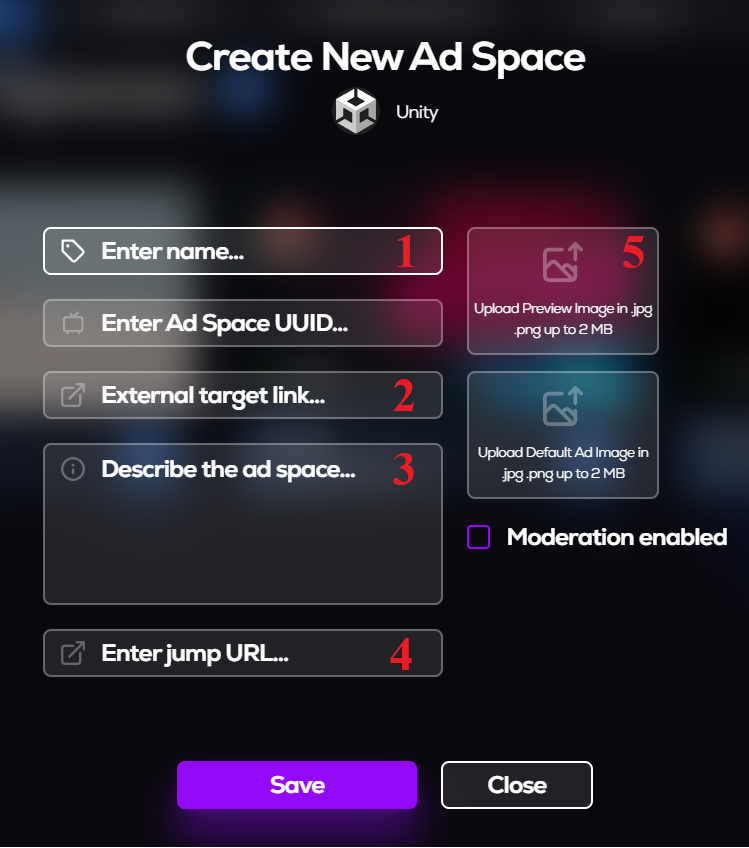 Create New Ad Space
Unity
Enter name... 1
Enter Ad Space UUID...
External target link... 2
Describe the ad space... 3
Enter jump URL... 4
5
Upload Preview Image in .jpg
.png up to 2 MB
Upload Default Ad Image in
.jpg .png up to 2 MB
Moderation enabled
Save
Close